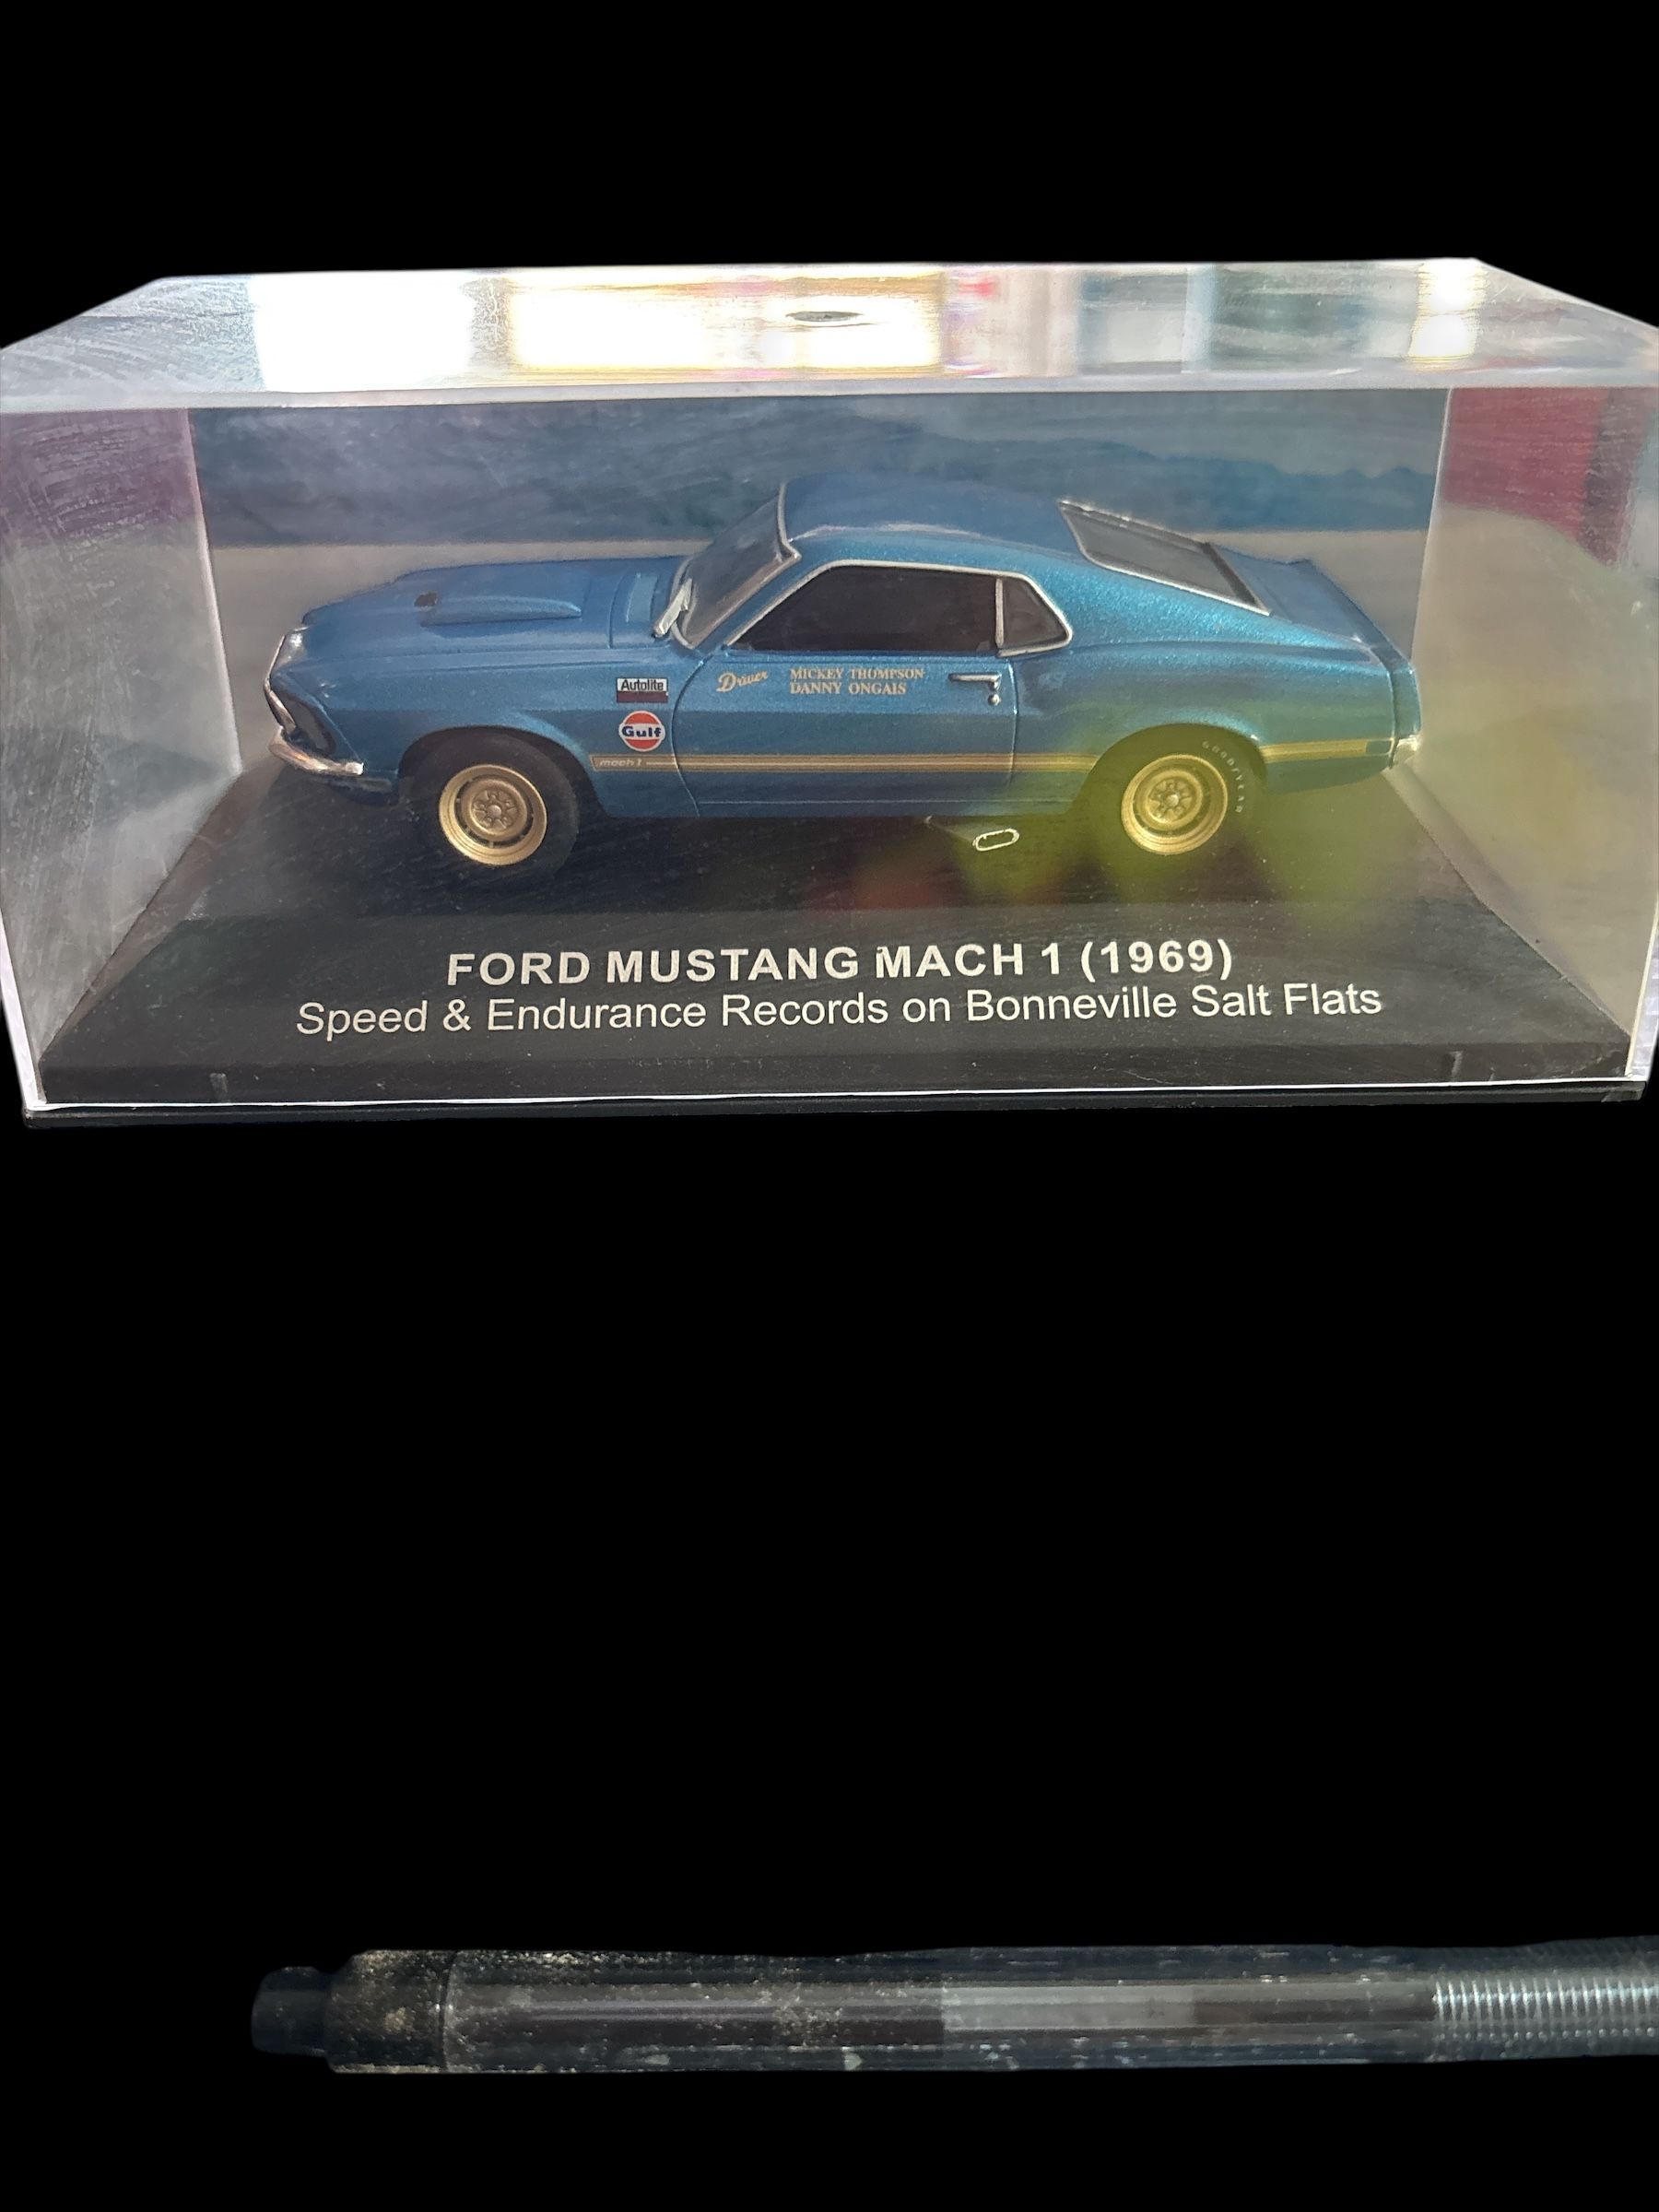 Autolite
Driver MICKEY THOMPSON
DANNY ONGAIS
Gulf
mach 1
GOODYEAR
FORD MUSTANG MACH 1 (1969)
Speed & Endurance Records on Bonneville Salt Flats